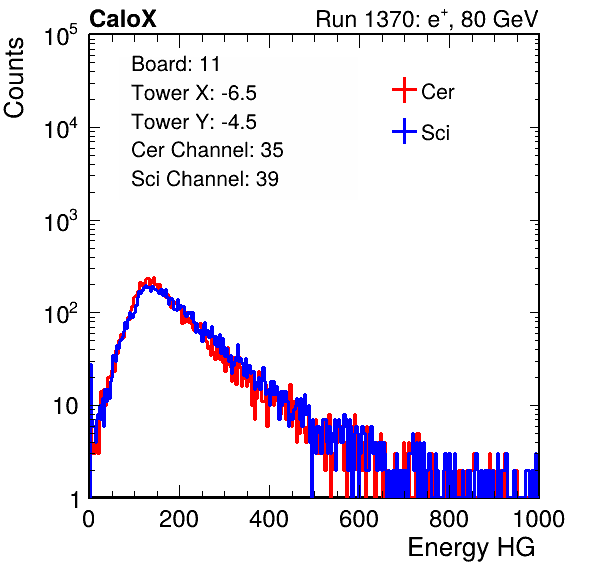 CaloX Run 1370: e⁺, 80 GeV
Counts
10⁵
10⁴
10³
10²
10
1
Board: 11
Tower X: -6.5
Tower Y: -4.5
Cer Channel: 35
Sci Channel: 39
Cer
Sci
0 200 400 600 800 1000
Energy HG